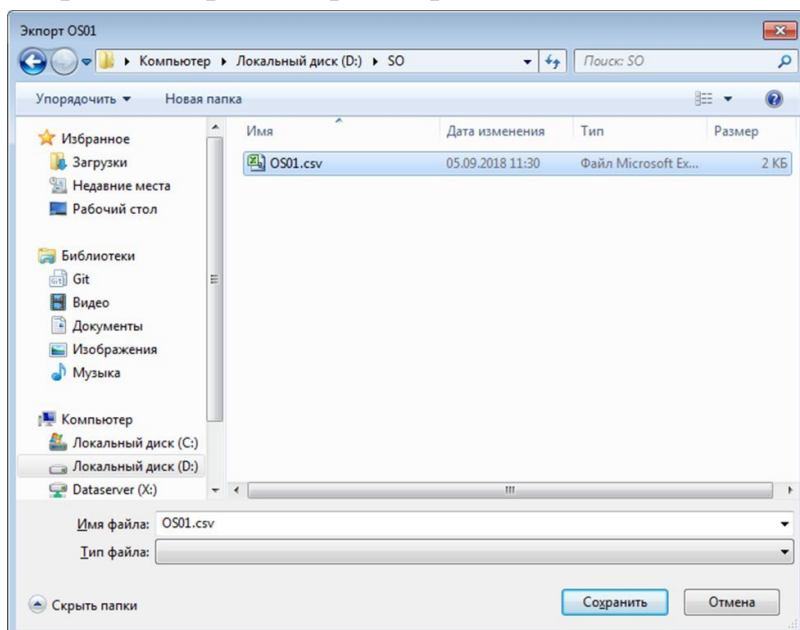 Экспорт OS01
Компьютер
Локальный диск (D:)
SO
Поиск: SO
Упорядочить
Новая папка
Имя
Дата изменения
Тип
Размер
OS01.csv
05.09.2018 11:30
Файл Microsoft Ex...
2 КБ
Избранное
Загрузки
Недавние места
Рабочий стол
Библиотеки
Git
Видео
Документы
Изображения
Музыка
Компьютер
Локальный диск (C:)
Локальный диск (D:)
Dataserver (X:)
Имя файла: OS01.csv
Тип файла:
Скрыть папки
Сохранить
Отмена